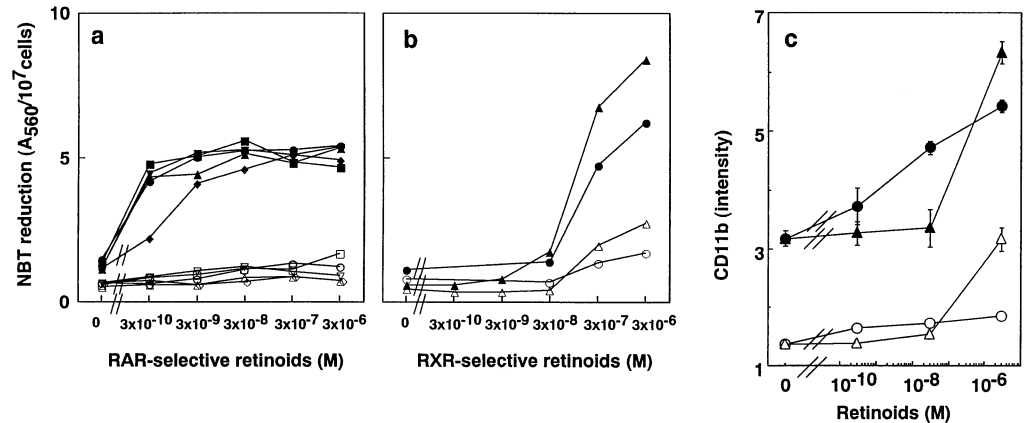 a
b
c
NBT reduction (A560/10^7cells)
10
5
0
0 3x10^-10 3x10^-9 3x10^-8 3x10^-7 3x10^-6
RAR-selective retinoids (M)
0 3x10^-10 3x10^-9 3x10^-8 3x10^-7 3x10^-6
RXR-selective retinoids (M)
CD11b (intensity)
7
5
3
1
0 10^-10 10^-8 10^-6
Retinoids (M)